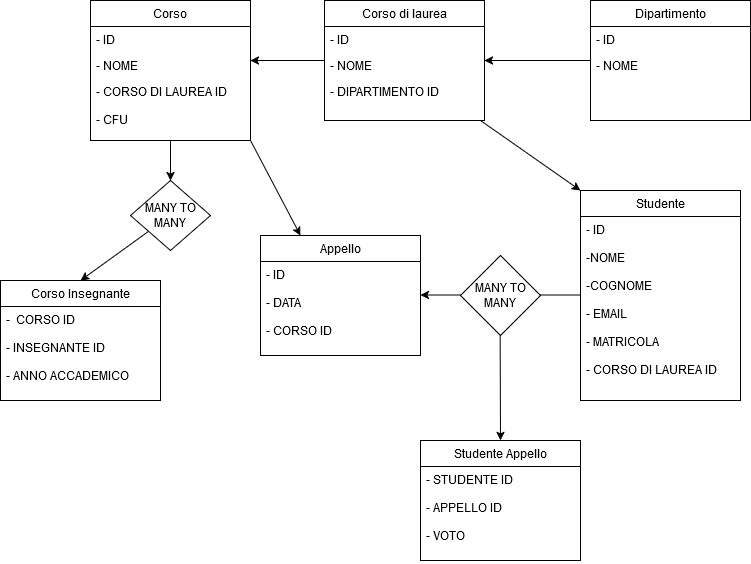 Corso
- ID
- NOME
- CORSO DI LAUREA ID
- CFU
Corso di laurea
- ID
- NOME
- DIPARTIMENTO ID
Dipartimento
- ID
- NOME
MANY TO
MANY
Corso Insegnante
- CORSO ID
- INSEGNANTE ID
- ANNO ACCADEMICO
Appello
- ID
- DATA
- CORSO ID
MANY TO
MANY
Studente
- ID
-NOME
-COGNOME
- EMAIL
- MATRICOLA
- CORSO DI LAUREA ID
Studente Appello
- STUDENTE ID
- APPELLO ID
- VOTO